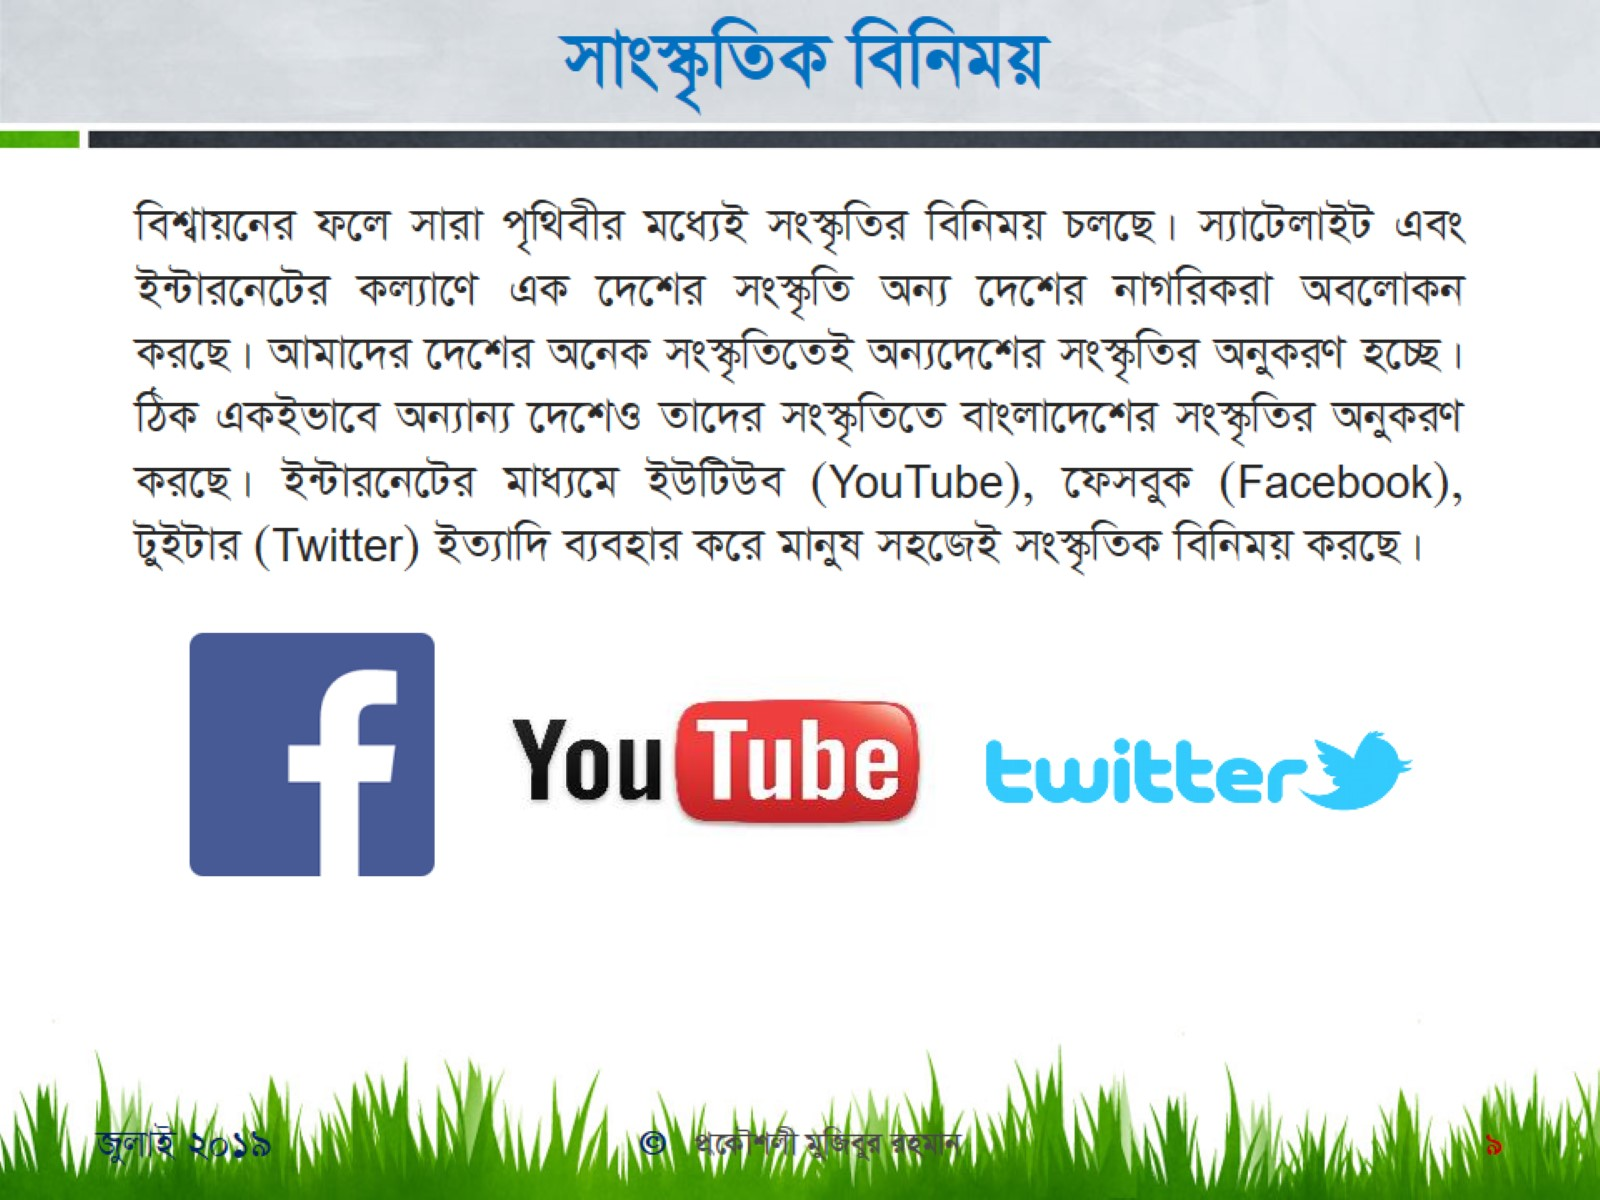 সাংস্কৃতিক বিনিময়
বিশ্বায়নের ফলে সারা পৃথিবীর মধ্যেই সংস্কৃতির বিনিময় চলছে। স্যাটেলাইট এবং
ইন্টারনেটের কল্যাণে এক দেশের সংস্কৃতি অন্য দেশের নাগরিকরা অবলোকন
করছে। আমাদের দেশের অনেক সংস্কৃতিতেই অন্যদেশের সংস্কৃতির অনুকরণ হচ্ছে।
ঠিক একইভাবে অন্যান্য দেশেও তাদের সংস্কৃতিতে বাংলাদেশের সংস্কৃতির অনুকরণ
করছে। ইন্টারনেটের মাধ্যমে ইউটিউব (YouTube), ফেসবুক (Facebook),
টুইটার (Twitter) ইত্যাদি ব্যবহার করে মানুষ সহজেই সংস্কৃতিক বিনিময় করছে।
f
YouTube
twitter
জুলাই ২০১৯
© প্রকৌশলী মুজিবুর রহমান
৯